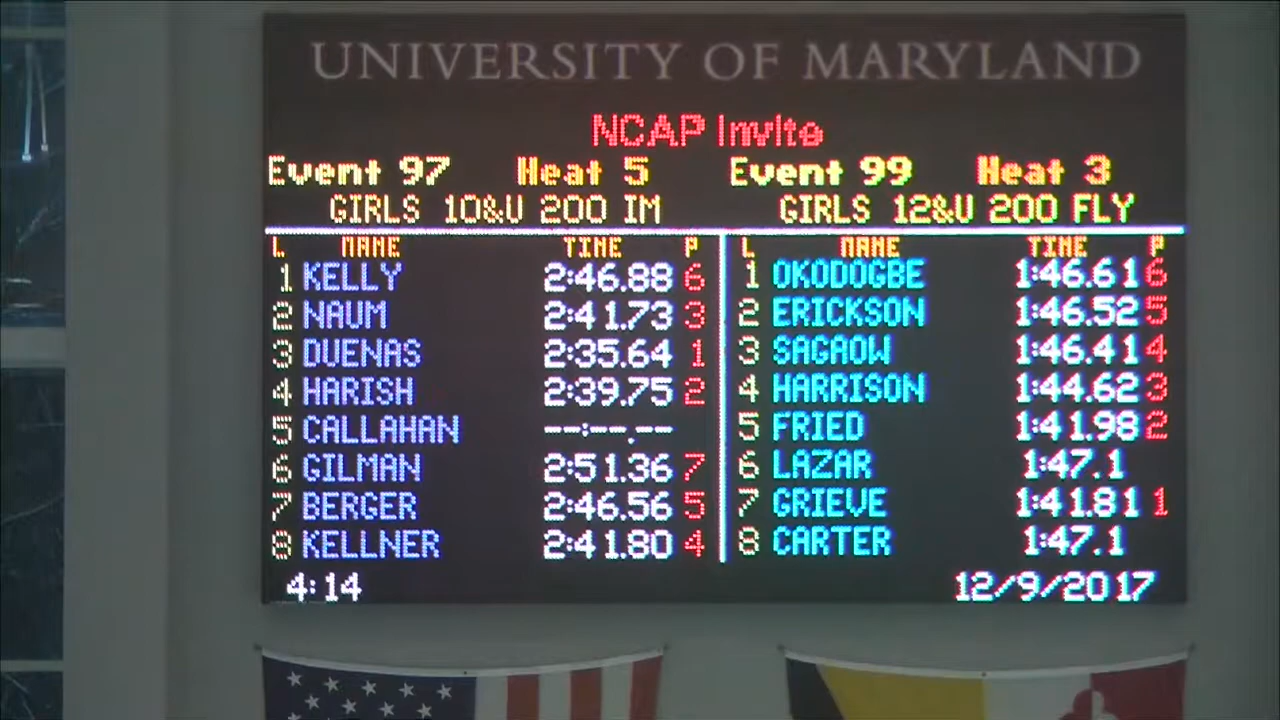 UNIVERSITY OF MARYLAND
NCAP Invite
Event 97 Heat 5 Event 99 Heat 3
GIRLS 10&U 200 IM GIRLS 12&U 200 FLY
L NAME TIME P L NAME TIME P
1 KELLY 2:46.88 6 1 OKODOGBE 1:46.61 6
2 NAUM 2:41.73 3 2 ERICKSON 1:46.52 5
3 DUENAS 2:35.64 1 3 SAGAOW 1:46.41 4
4 HARISH 2:39.75 2 4 HARRISON 1:44.62 3
5 CALLAHAN --:--.-- 5 FRIED 1:41.98 2
6 GILMAN 2:51.36 7 6 LAZAR 1:47.1
7 BERGER 2:46.56 5 7 GRIEVE 1:41.81 1
8 KELLNER 2:41.80 4 8 CARTER 1:47.1
4:14 12/9/2017